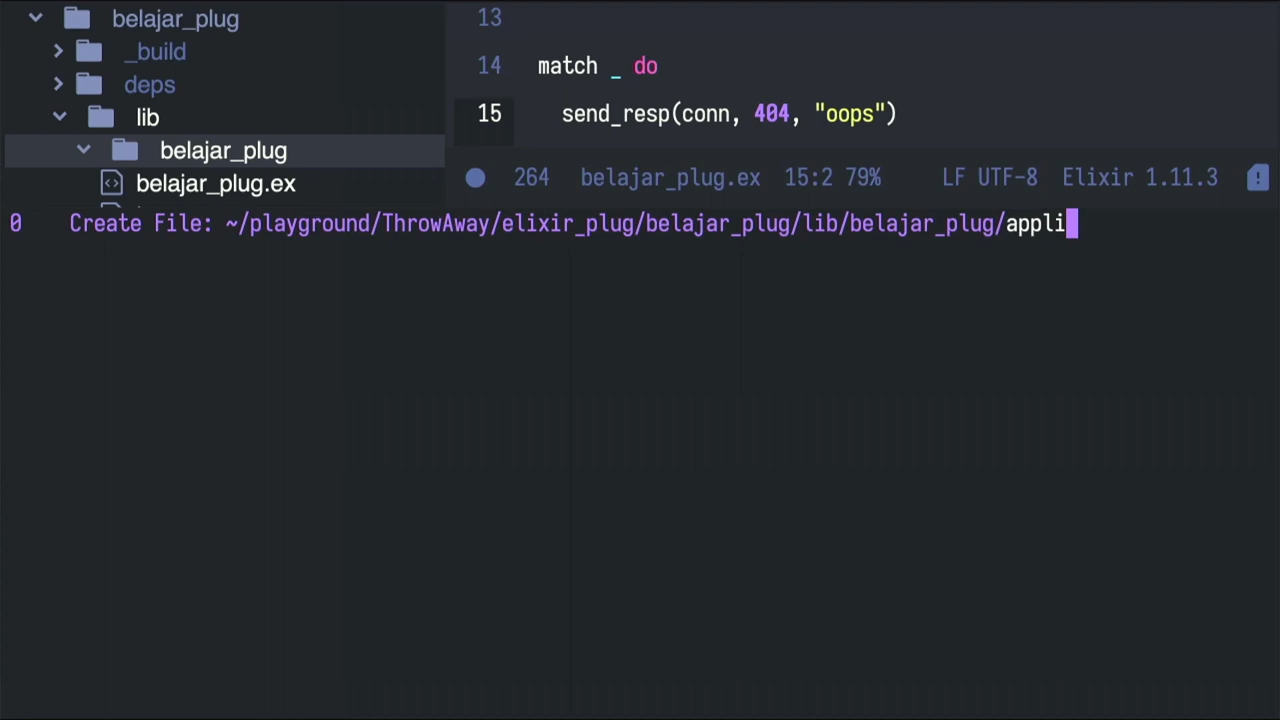 belajar_plug
_build
deps
lib
belajar_plug
belajar_plug.ex
13
14 match _ do
15 send_resp(conn, 404, "oops")
264 belajar_plug.ex 15:2 79% LF UTF-8 Elixir 1.11.3
0 Create File: ~/playground/ThrowAway/elixir_plug/belajar_plug/lib/belajar_plug/appli